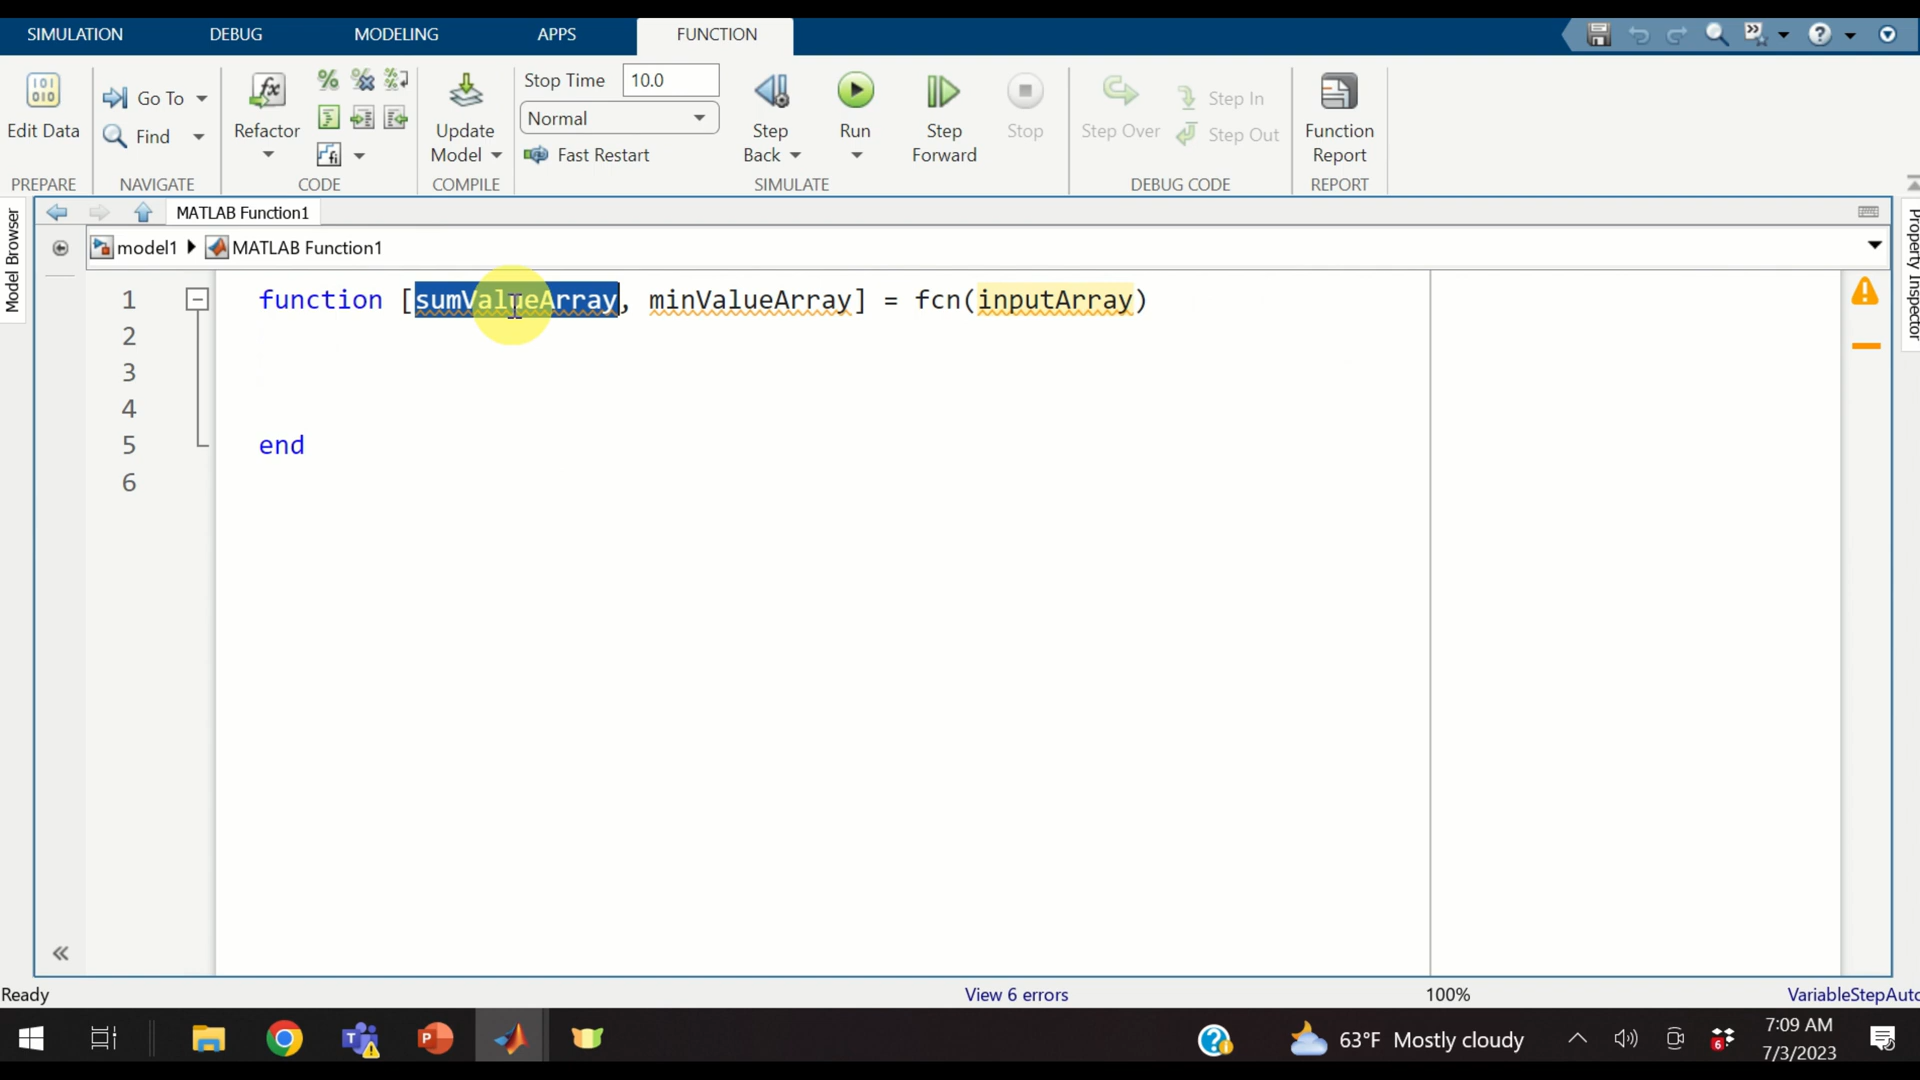 SIMULATION DEBUG MODELING APPS FUNCTION
Edit Data
Go To
Find
Refactor
Update Model
Stop Time 10.0
Normal
Fast Restart
Step Back
Run
Step Forward
Stop
Step Over
Step In
Step Out
Function Report
PREPARE NAVIGATE CODE COMPILE SIMULATE DEBUG CODE REPORT
MATLAB Function1
model1 MATLAB Function1
Model Browser
Property Inspector
1 function [sumValueArray, minValueArray] = fcn(inputArray)
2
3
4
5 end
6
Ready View 6 errors 100% VariableStepAuto
63°F Mostly cloudy
6
7:09 AM
7/3/2023